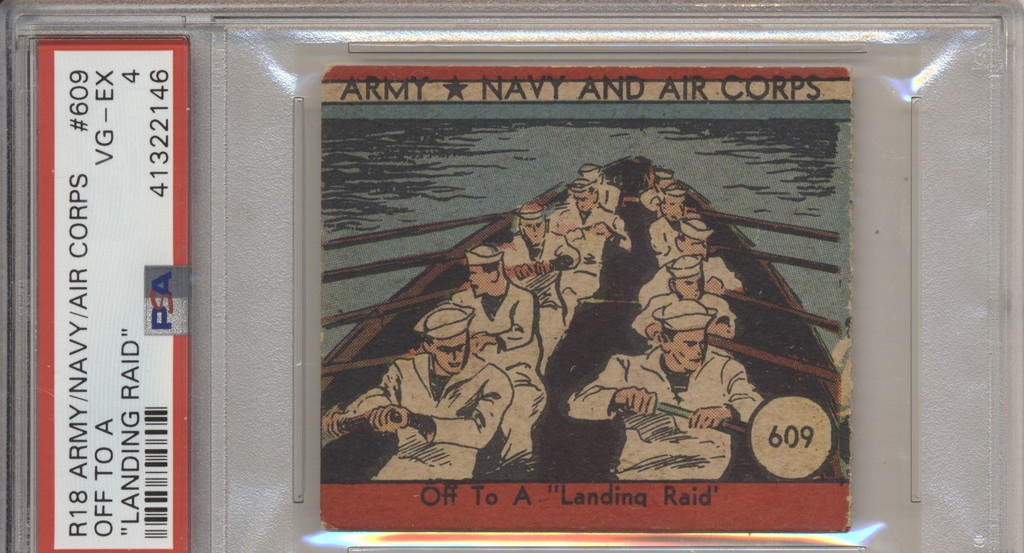 R18 ARMY/NAVY/AIR CORPS #609
OFF TO A VG – EX
"LANDING RAID" 4
41322146
PSA
ARMY ★ NAVY AND AIR CORPS
609
Off To A "Landing Raid'